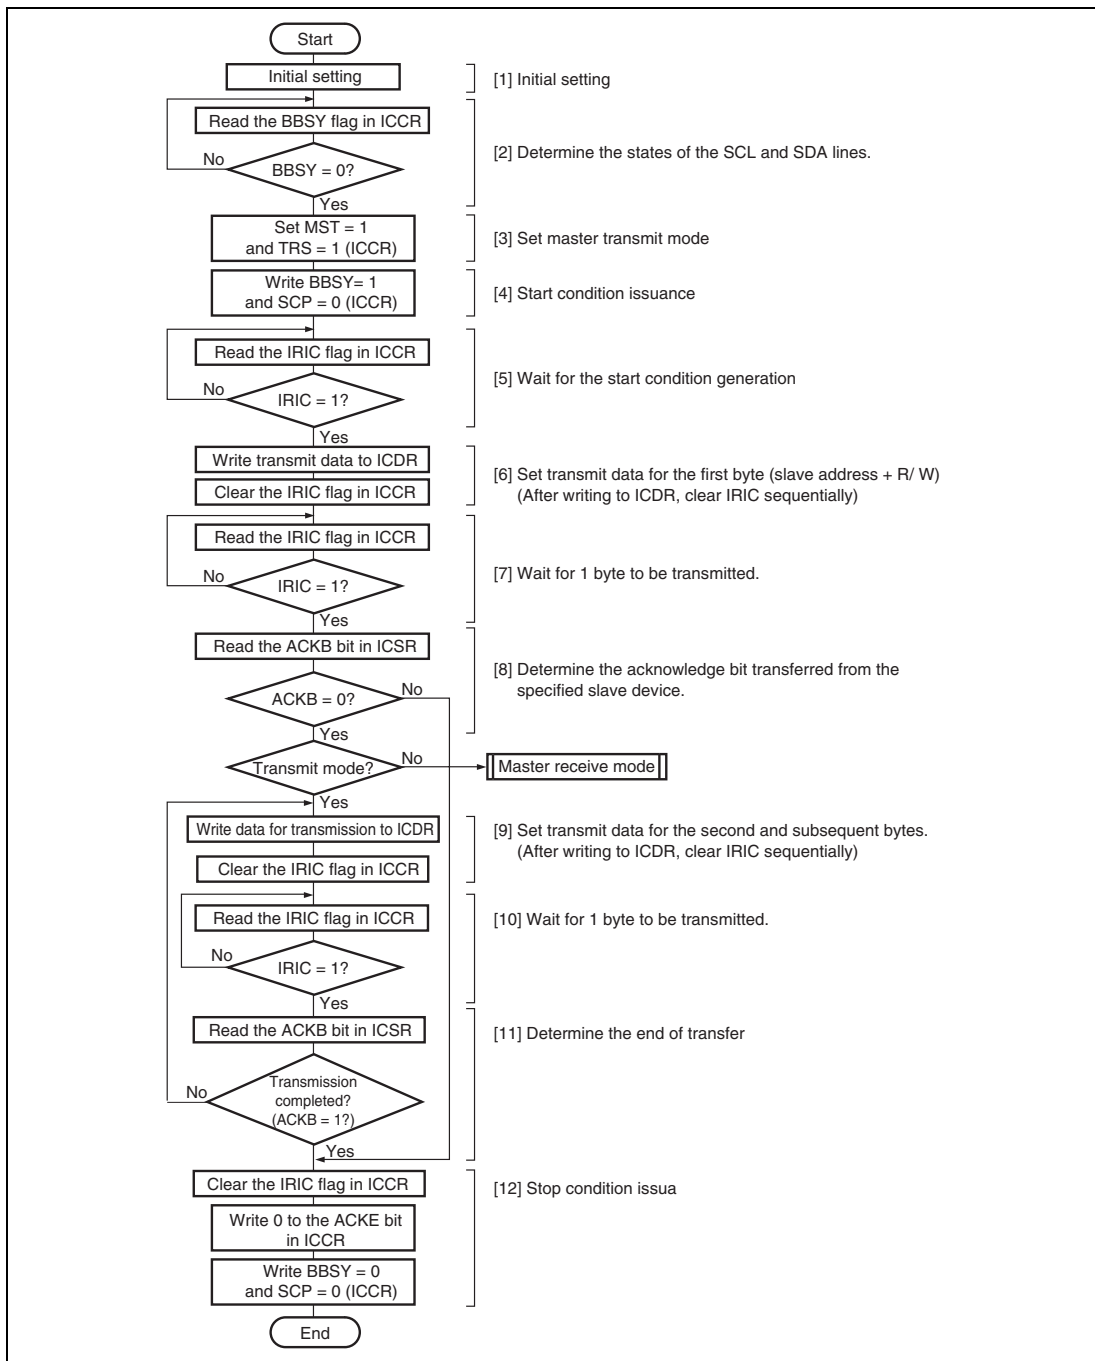 Start
Initial setting
[1] Initial setting
Read the BBSY flag in ICCR
No
BBSY = 0?
[2] Determine the states of the SCL and SDA lines.
Yes
Set MST = 1
and TRS = 1 (ICCR)
[3] Set master transmit mode
Write BBSY= 1
and SCP = 0 (ICCR)
[4] Start condition issuance
Read the IRIC flag in ICCR
No
IRIC = 1?
[5] Wait for the start condition generation
Yes
Write transmit data to ICDR
Clear the IRIC flag in ICCR
[6] Set transmit data for the first byte (slave address + R/ W)
(After writing to ICDR, clear IRIC sequentially)
Read the IRIC flag in ICCR
No
IRIC = 1?
[7] Wait for 1 byte to be transmitted.
Yes
Read the ACKB bit in ICSR
[8] Determine the acknowledge bit transferred from the
specified slave device.
ACKB = 0?
No
Yes
Transmit mode?
No
Master receive mode
Yes
Write data for transmission to ICDR
Clear the IRIC flag in ICCR
[9] Set transmit data for the second and subsequent bytes.
(After writing to ICDR, clear IRIC sequentially)
Read the IRIC flag in ICCR
[10] Wait for 1 byte to be transmitted.
No
IRIC = 1?
Yes
Read the ACKB bit in ICSR
[11] Determine the end of transfer
No
Transmission
completed?
(ACKB = 1?)
Yes
Clear the IRIC flag in ICCR
[12] Stop condition issua
Write 0 to the ACKE bit
in ICCR
Write BBSY = 0
and SCP = 0 (ICCR)
End